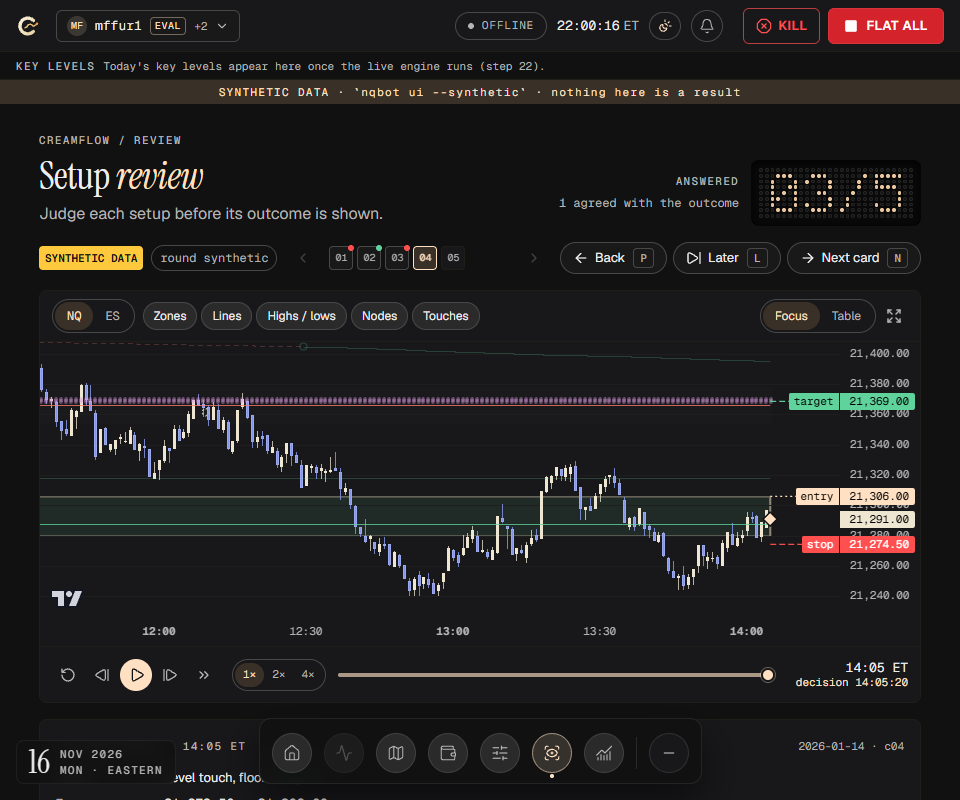 MF mffur1 EVAL +2
OFFLINE
22:00:16 ET
KILL
FLAT ALL
KEY LEVELS Today's key levels appear here once the live engine runs (step 22).
SYNTHETIC DATA · `nqbot ui --synthetic` · nothing here is a result
CREAMFLOW / REVIEW
Setup review
Judge each setup before its outcome is shown.
ANSWERED
1 agreed with the outcome
03/5
SYNTHETIC DATA
round synthetic
01 02 03 04 05
Back P
Later L
Next card N
NQ ES
Zones
Lines
Highs / lows
Nodes
Touches
Focus
Table
21,400.00
21,380.00
target 21,369.00
21,360.00
21,340.00
21,320.00
entry 21,306.00
21,300.00
21,291.00
21,280.00
stop 21,274.50
21,260.00
21,240.00
12:00 12:30 13:00 13:30 14:00
1× 2× 4×
14:05 ET
decision 14:05:20
14:05 ET
2026-01-14 · c04
16 NOV 2026
MON · EASTERN
evel touch, floo